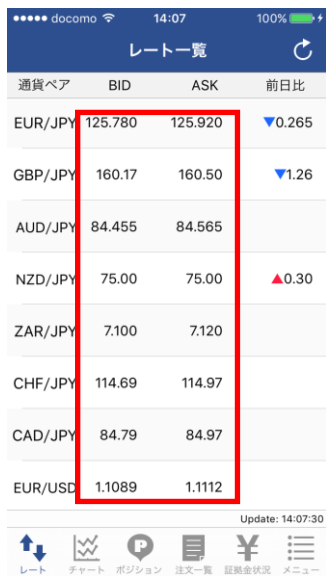 docomo 14:07 100%
レート一覧
通貨ペア BID ASK 前日比
EUR/JPY 125.780 125.920 ▼0.265
GBP/JPY 160.17 160.50 ▼1.26
AUD/JPY 84.455 84.565
NZD/JPY 75.00 75.00 ▲0.30
ZAR/JPY 7.100 7.120
CHF/JPY 114.69 114.97
CAD/JPY 84.79 84.97
EUR/USD 1.1089 1.1112
Update: 14:07:30
レート チャート ポジション 注文一覧 証拠金状況 メニュー